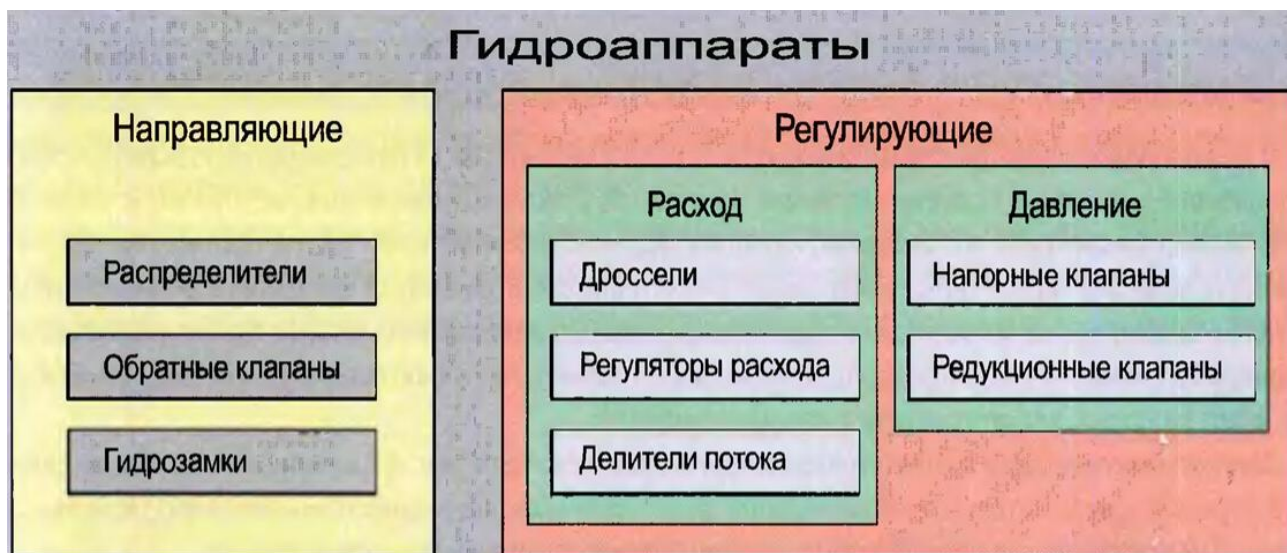 Гидроаппараты
Направляющие
Распределители
Обратные клапаны
Гидрозамки
Регулирующие
Расход
Дроссели
Регуляторы расхода
Делители потока
Давление
Напорные клапаны
Редукционные клапаны